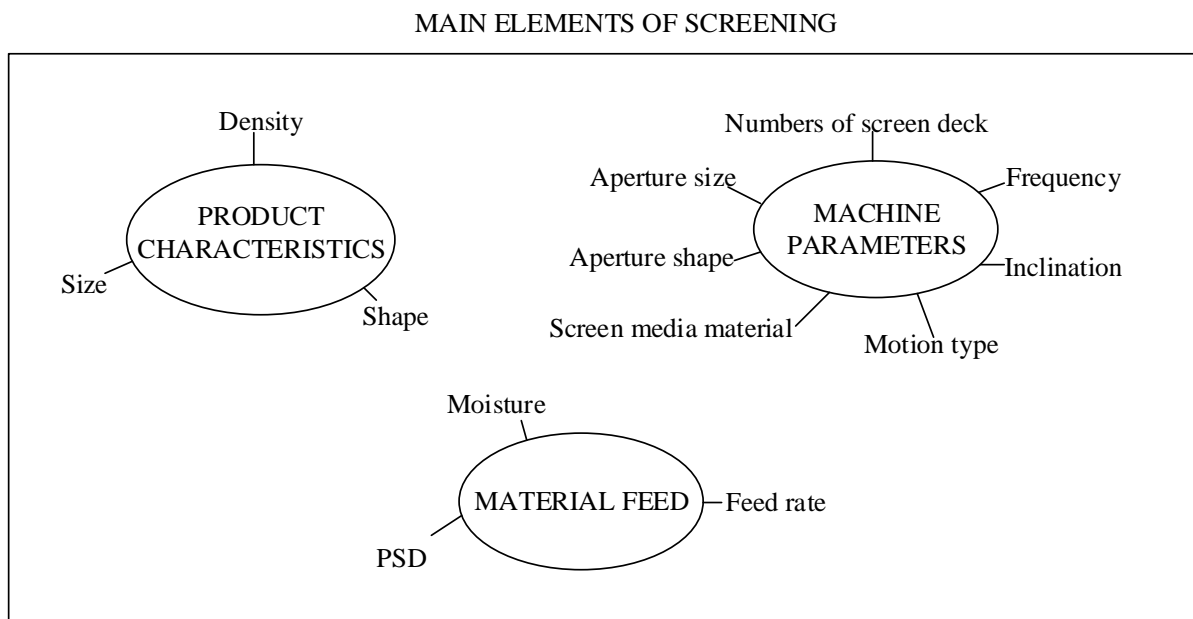 MAIN ELEMENTS OF SCREENING
Density
PRODUCT
CHARACTERISTICS
Size
Shape
Numbers of screen deck
Aperture size
Frequency
MACHINE
PARAMETERS
Aperture shape
Inclination
Screen media material
Motion type
Moisture
MATERIAL FEED
Feed rate
PSD